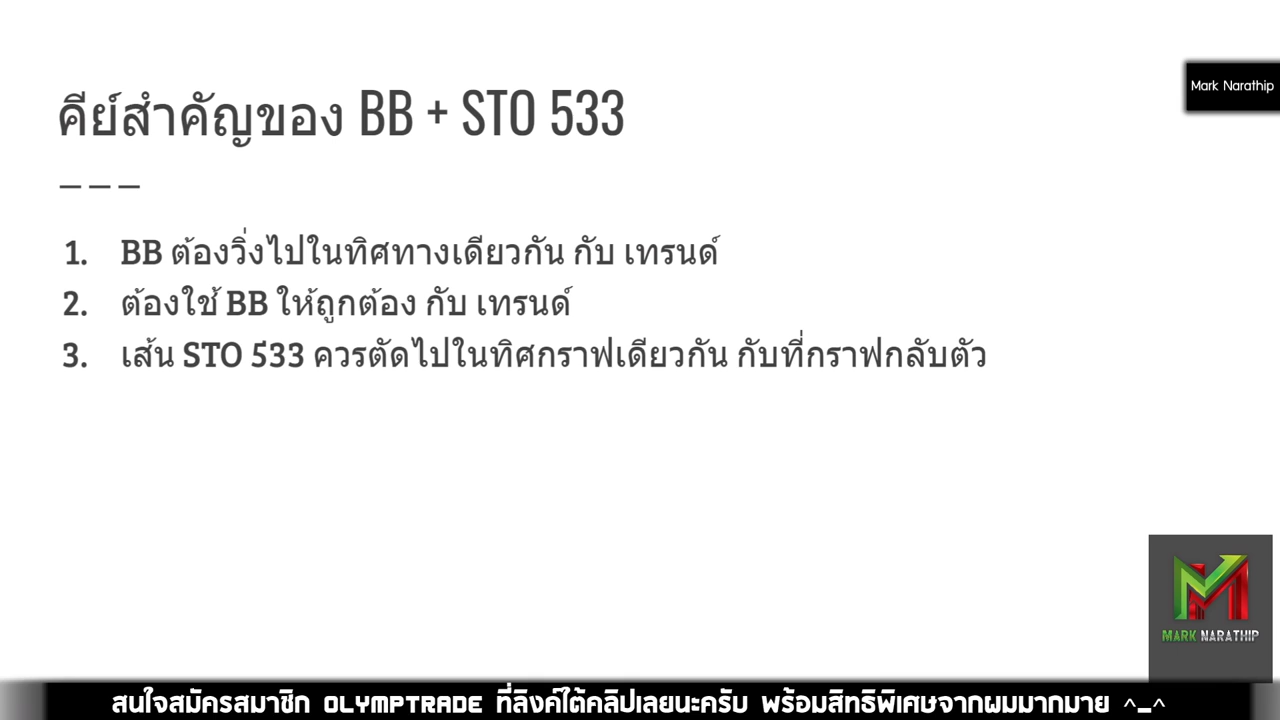 Mark Narathip
คีย์สำคัญของ BB + STO 533
1. BB ต้องวิ่งไปในทิศทางเดียวกัน กับ เทรนด์
2. ต้องใช้ BB ให้ถูกต้อง กับ เทรนด์
3. เส้น STO 533 ควรตัดไปในทิศกราฟเดียวกัน กับที่กราฟกลับตัว
MARK NARATHIP
สนใจสมัครสมาชิก OLYMPTRADE ที่ลิงค์ใต้คลิปเลยนะครับ พร้อมสิทธิพิเศษจากผมมากมาย ^_^